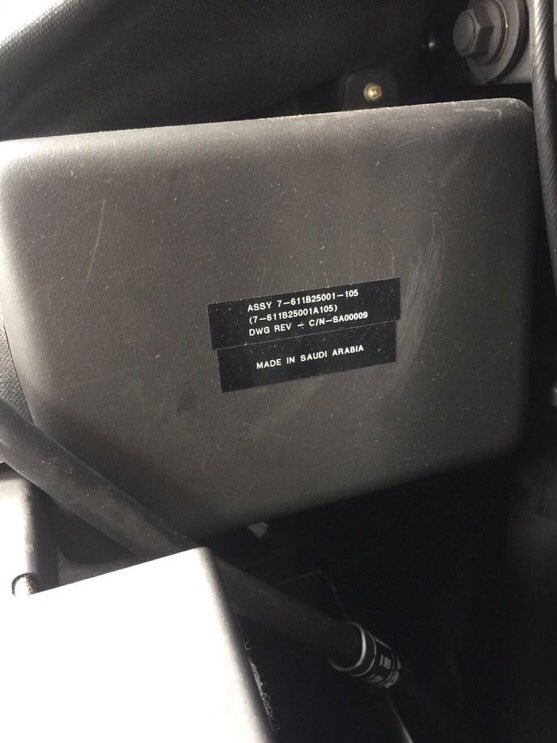 ASSY 7-611B25001-105
(7-611B25001A105)
DWG REV - C/N-SA00009
MADE IN SAUDI ARABIA